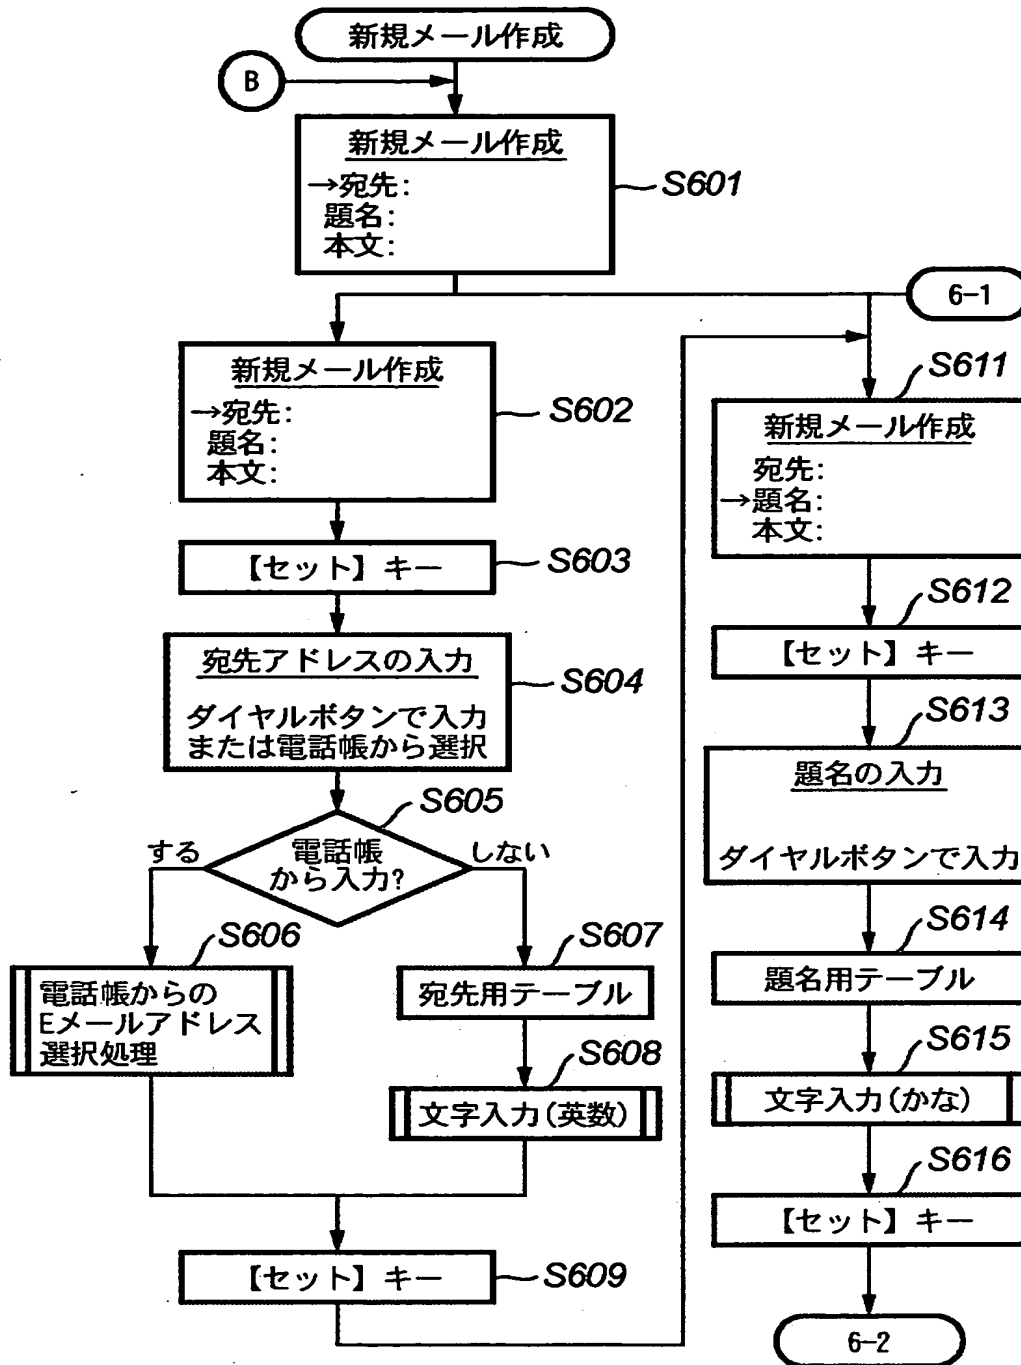 新規メール作成
B
新規メール作成
→宛先:
題名:
本文:
S601
6-1
新規メール作成
→宛先:
題名:
本文:
S602
【セット】キー
S603
宛先アドレスの入力
ダイヤルボタンで入力
または電話帳から選択
S604
S605
電話帳
から入力?
する
しない
S606
電話帳からの
Eメールアドレス
選択処理
S607
宛先用テーブル
S608
文字入力(英数)
【セット】キー
S609
S611
新規メール作成
宛先:
→題名:
本文:
S612
【セット】キー
S613
題名の入力
ダイヤルボタンで入力
S614
題名用テーブル
S615
文字入力(かな)
S616
【セット】キー
6-2